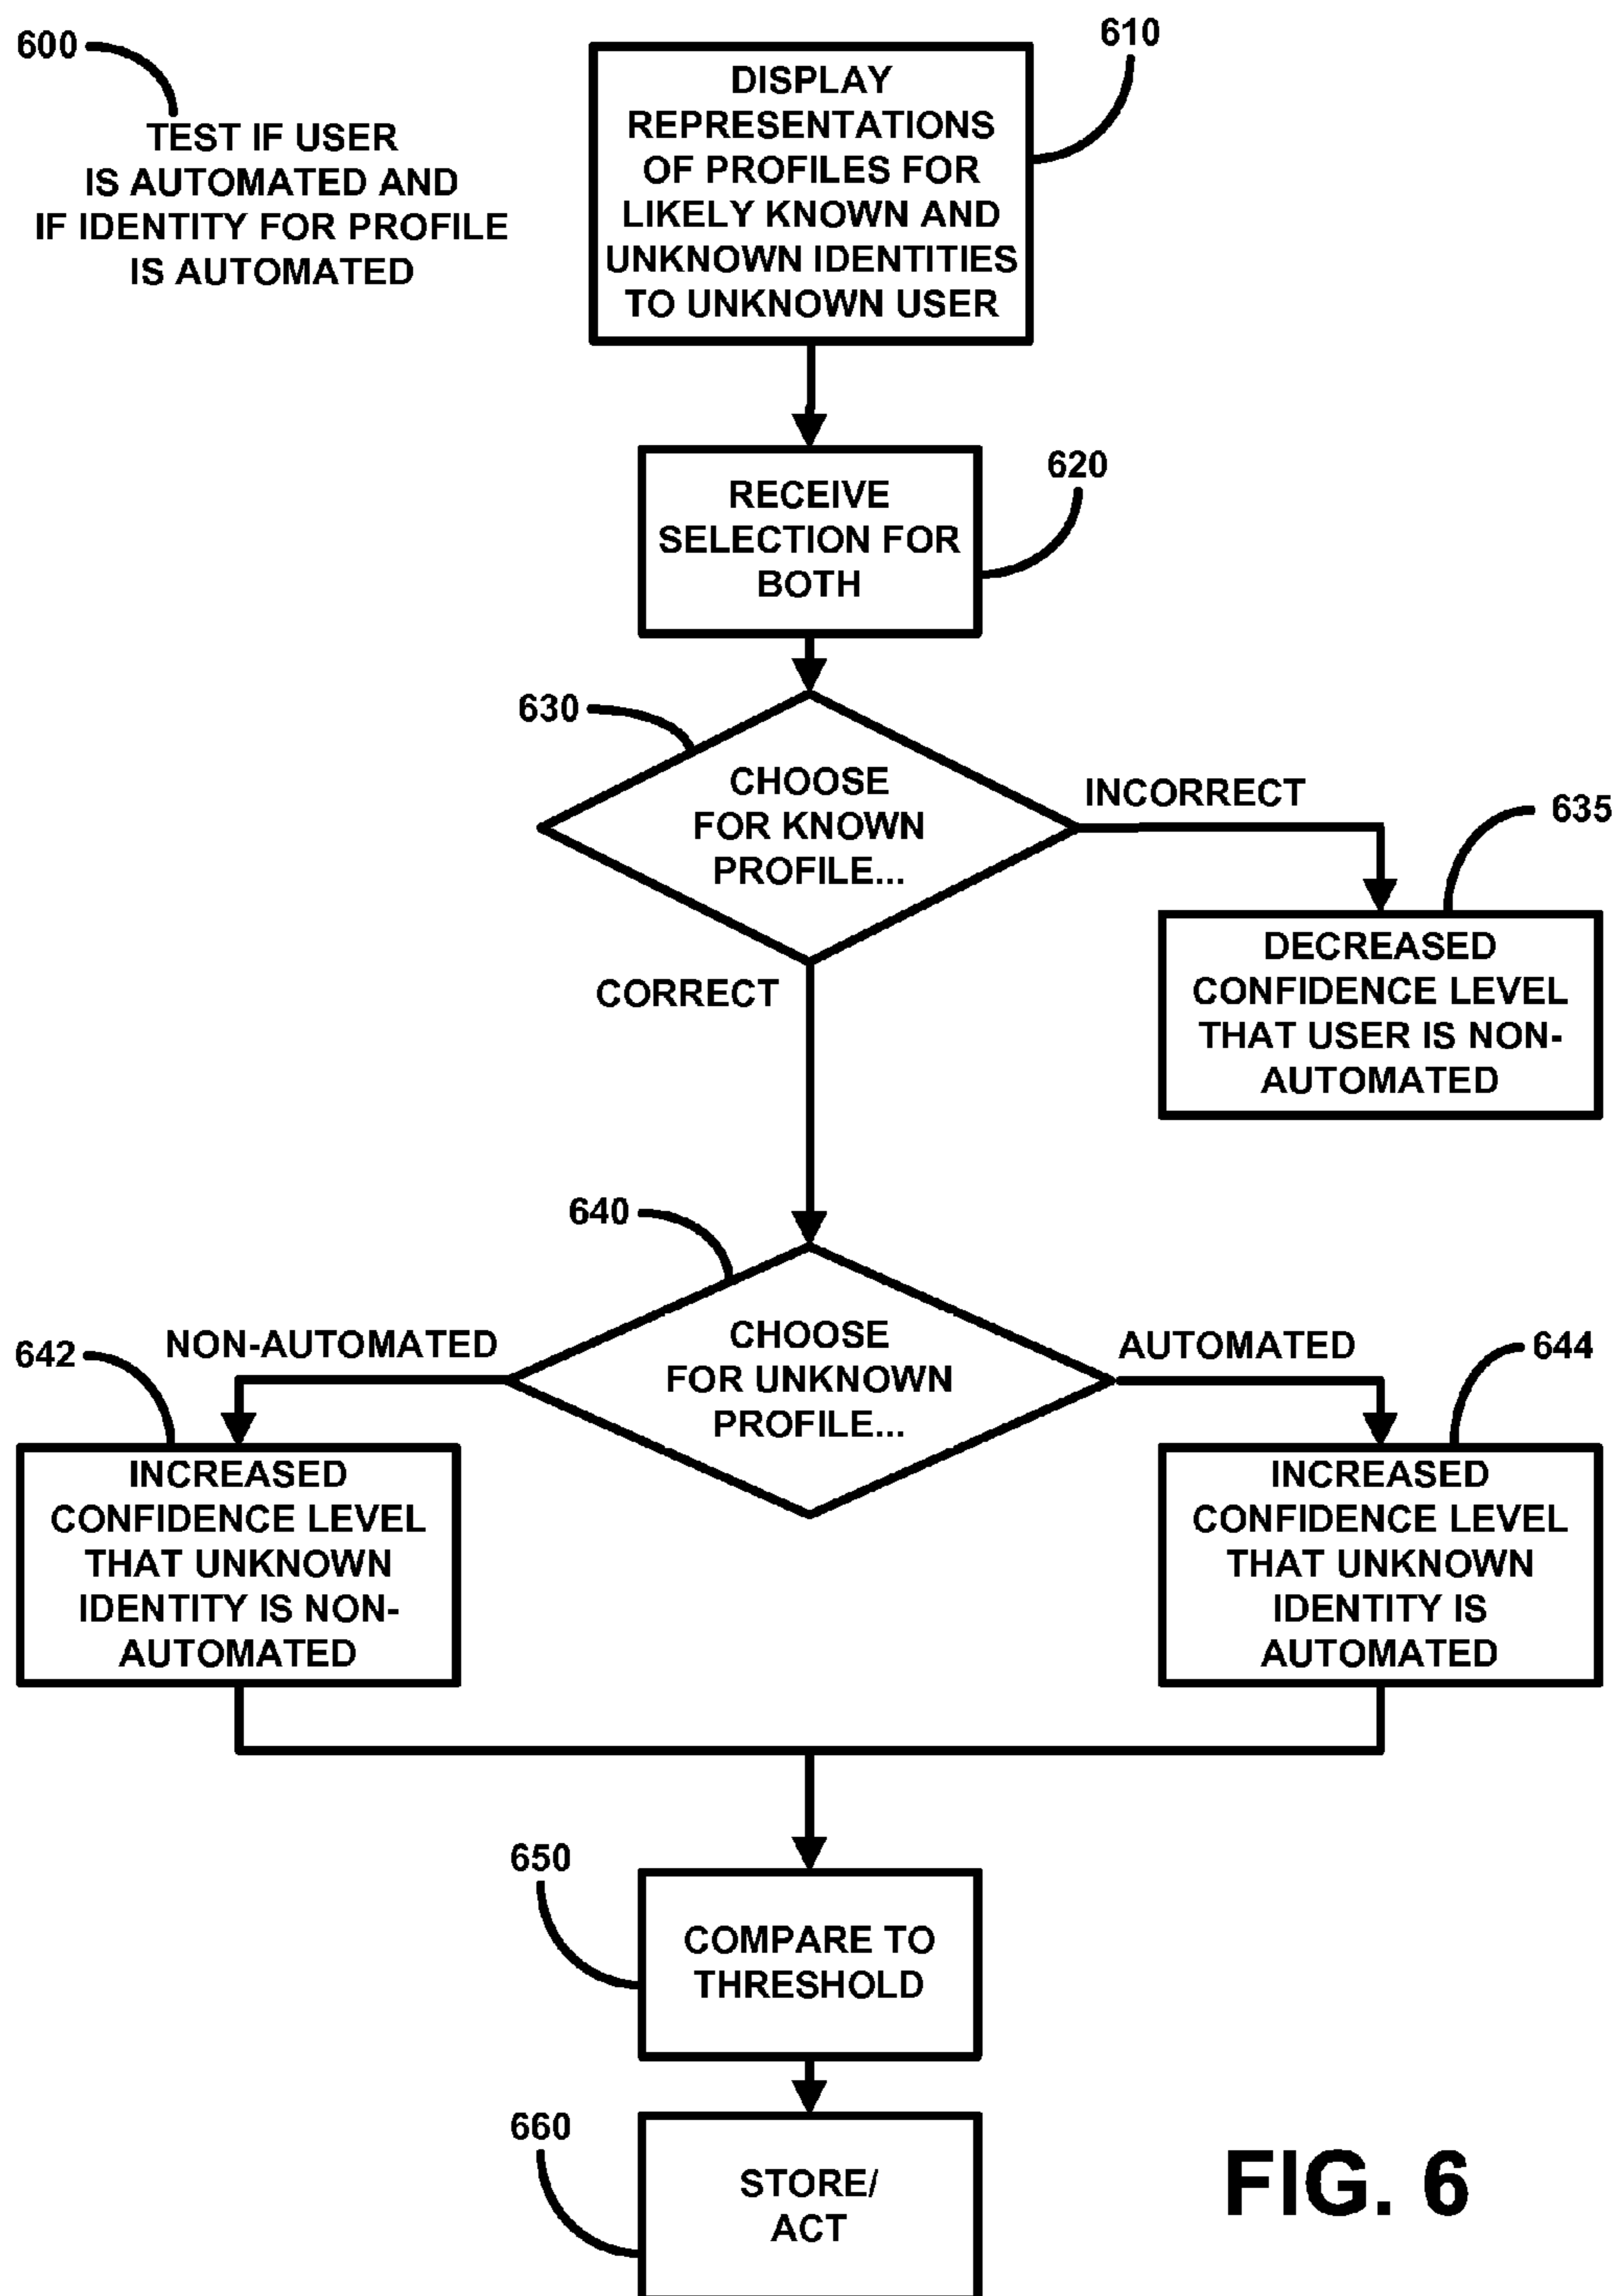 600
TEST IF USER
IS AUTOMATED AND
IF IDENTITY FOR PROFILE
IS AUTOMATED
610
DISPLAY
REPRESENTATIONS
OF PROFILES FOR
LIKELY KNOWN AND
UNKNOWN IDENTITIES
TO UNKNOWN USER
620
RECEIVE
SELECTION FOR
BOTH
630
CHOOSE
FOR KNOWN
PROFILE...
INCORRECT
635
DECREASED
CONFIDENCE LEVEL
THAT USER IS NON-
AUTOMATED
CORRECT
640
CHOOSE
FOR UNKNOWN
PROFILE...
NON-AUTOMATED
642
INCREASED
CONFIDENCE LEVEL
THAT UNKNOWN
IDENTITY IS NON-
AUTOMATED
AUTOMATED
644
INCREASED
CONFIDENCE LEVEL
THAT UNKNOWN
IDENTITY IS
AUTOMATED
650
COMPARE TO
THRESHOLD
660
STORE/
ACT
FIG. 6